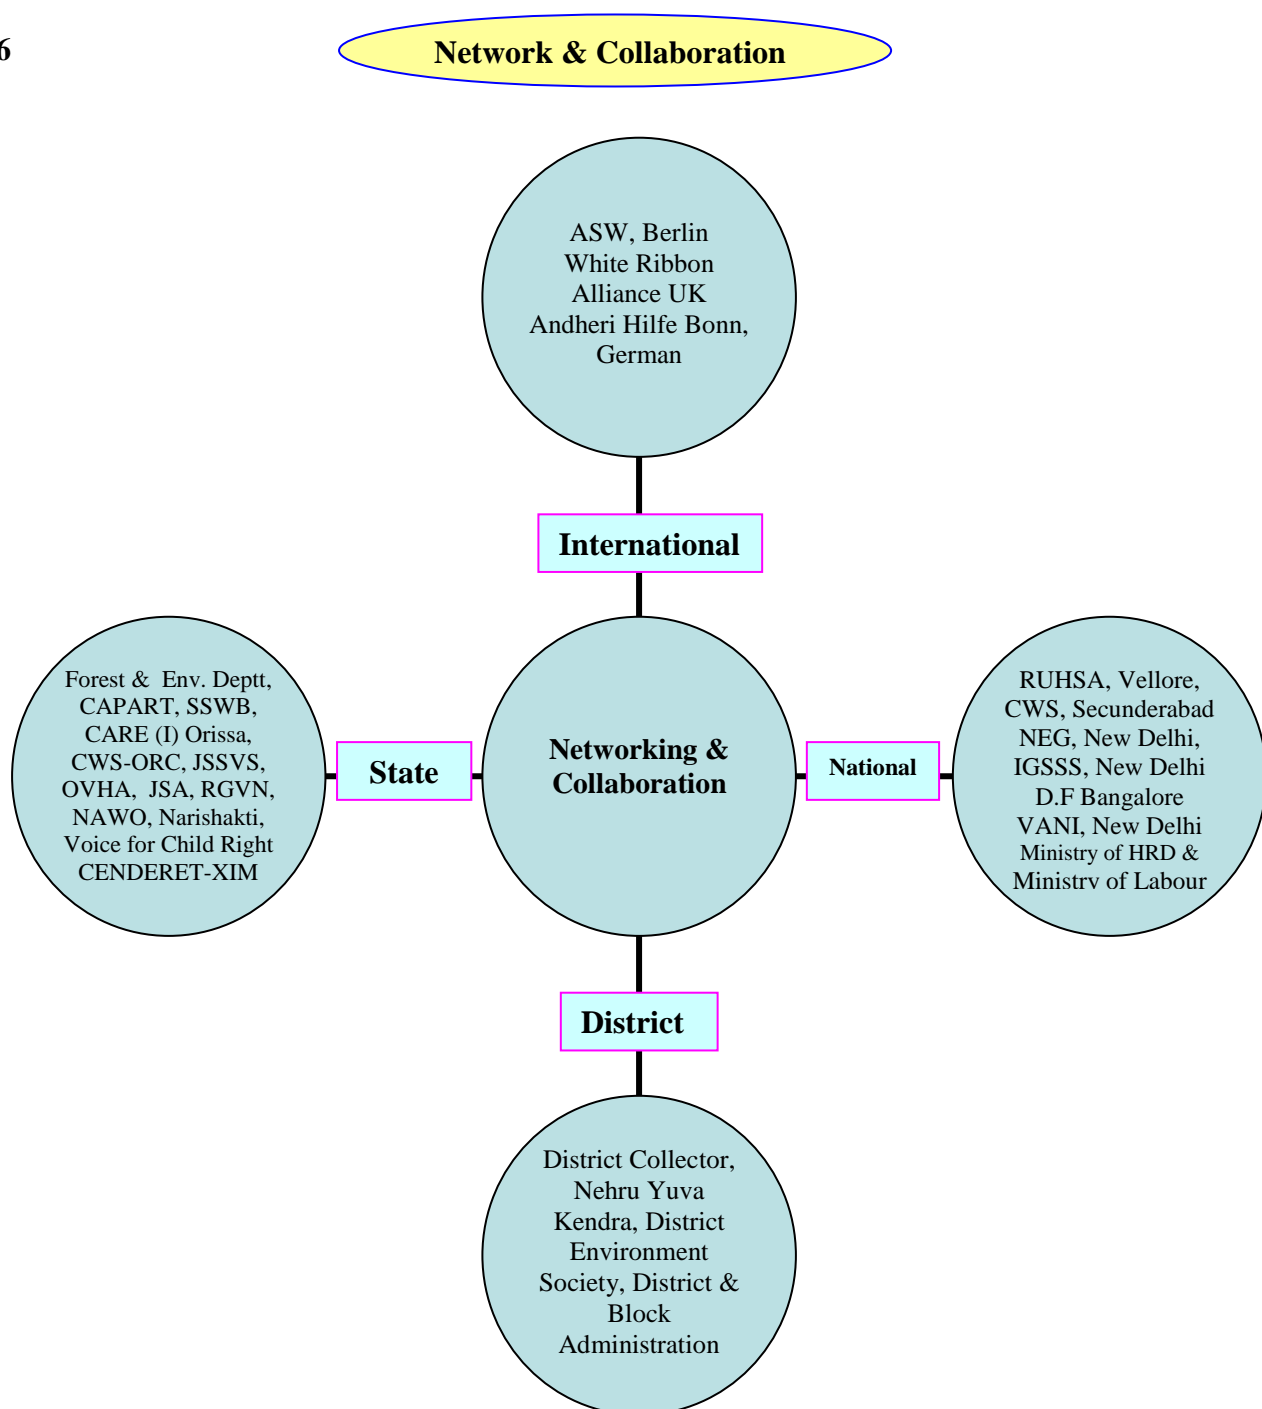 6
Network & Collaboration
ASW, Berlin
White Ribbon
Alliance UK
Andheri Hilfe Bonn,
German
International
Forest & Env. Deptt,
CAPART, SSWB,
CARE (I) Orissa,
CWS-ORC, JSSVS,
OVHA, JSA, RGVN,
NAWO, Narishakti,
Voice for Child Right
CENDERET-XIM
State
Networking &
Collaboration
National
RUHSA, Vellore,
CWS, Secunderabad
NEG, New Delhi,
IGSSS, New Delhi
D.F Bangalore
VANI, New Delhi
Ministry of HRD &
Ministry of Labour
District
District Collector,
Nehru Yuva
Kendra, District
Environment
Society, District &
Block
Administration